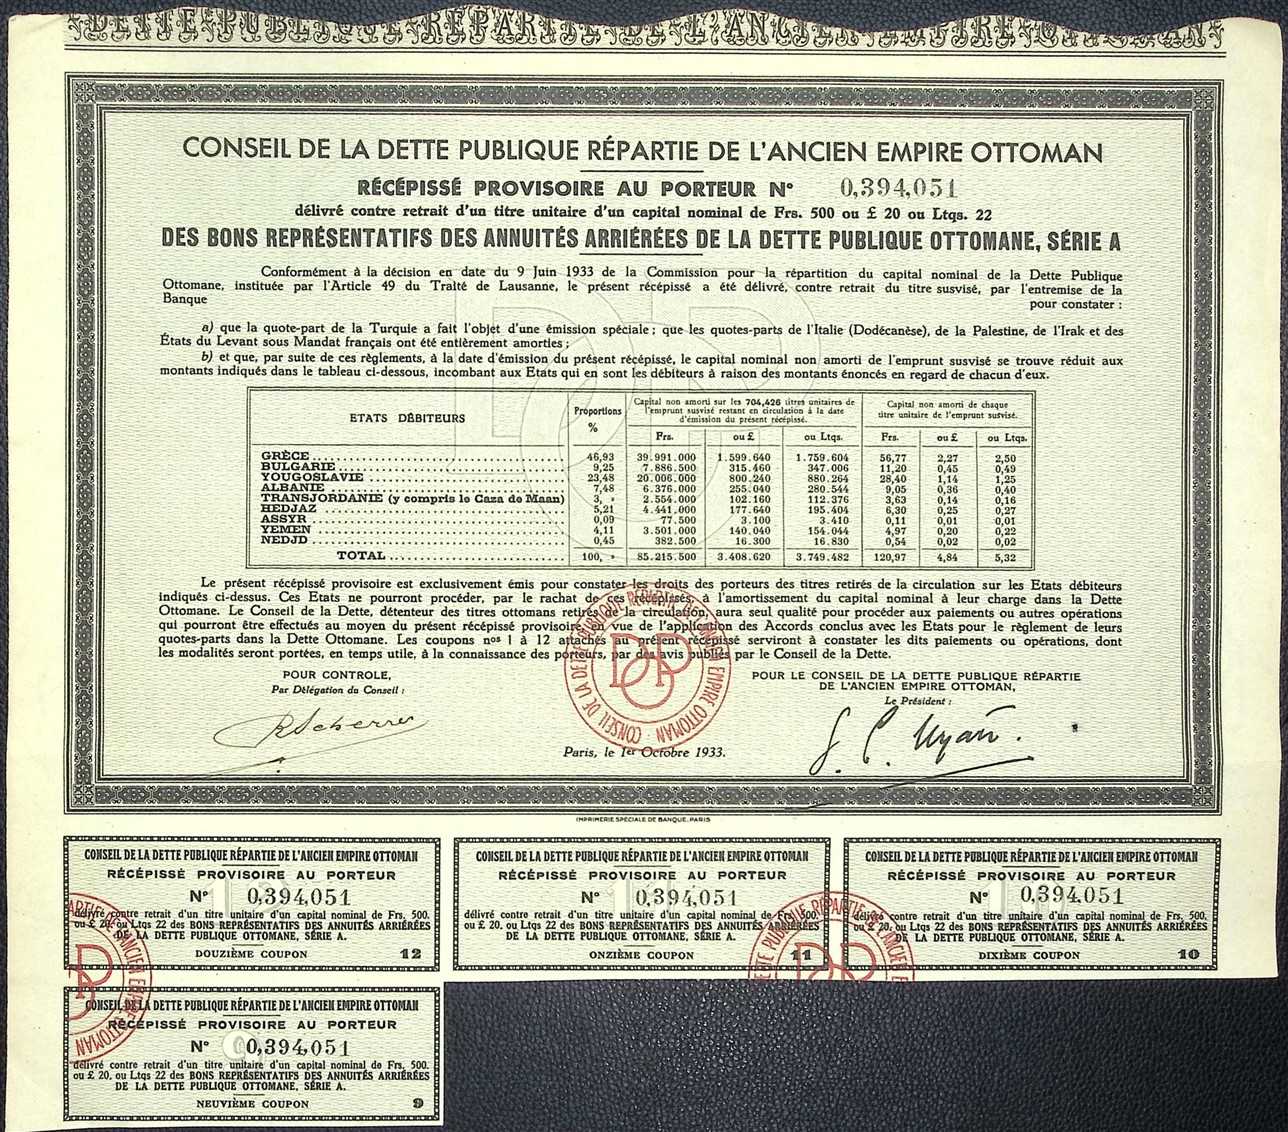 DETTE PUBLIQUE RÉPARTIE DE L'ANCIEN EMPIRE OTTOMAN
CONSEIL DE LA DETTE PUBLIQUE RÉPARTIE DE L'ANCIEN EMPIRE OTTOMAN
RÉCÉPISSÉ PROVISOIRE AU PORTEUR N° 0,394,051
délivré contre retrait d'un titre unitaire d'un capital nominal de Frs. 500 ou £ 20 ou Ltqs. 22
DES BONS REPRÉSENTATIFS DES ANNUITÉS ARRIÉRÉES DE LA DETTE PUBLIQUE OTTOMANE, SÉRIE A
Conformément à la décision en date du 9 Juin 1933 de la Commission pour la répartition du capital nominal de la Dette Publique
Ottomane, instituée par l'Article 49 du Traité de Lausanne, le présent récépissé a été délivré, contre retrait du titre susvisé, par l'entremise de la
Banque pour constater :
a) que la quote-part de la Turquie a fait l'objet d'une émission spéciale ; que les quotes-parts de l'Italie (Dodécanèse), de la Palestine, de l'Irak et des
États du Levant sous Mandat français ont été entièrement amorties ;
b) et que, par suite de ces règlements, à la date d'émission du présent récépissé, le capital nominal non amorti de l'emprunt susvisé se trouve réduit aux
montants indiqués dans le tableau ci-dessous, incombant aux Etats qui en sont les débiteurs à raison des montants énoncés en regard de chacun d'eux.
ETATS DÉBITEURS
Proportions
%
Capital non amorti sur les 704,426 titres unitaires de
l'emprunt susvisé restant en circulation à la date
d'émission du présent récépissé.
Capital non amorti de chaque
titre unitaire de l'emprunt susvisé.
Frs. ou £ ou Ltqs. Frs. ou £ ou Ltqs.
GRÈCE 46,93 39.991.000 1.599.640 1.759.604 56,77 2,27 2,50
BULGARIE 9,25 7.886.500 315.460 347.006 11,20 0,45 0,49
YOUGOSLAVIE 23,48 20.006.000 800.240 880.264 28,40 1,14 1,25
ALBANIE 7,48 6.376.000 255.040 280.544 9,05 0,36 0,40
TRANSJORDANIE (y compris le Caza de Maan) 3, » 2.554.000 102.160 112.376 3,63 0,14 0,16
HEDJAZ 5,21 4.441.000 177.640 195.404 6,30 0,25 0,27
ASSYR 0,09 77.500 3.100 3.410 0,11 0,01 0,01
YEMEN 4,11 3.501.000 140.040 154.044 4,97 0,20 0,22
NEDJD 0,45 382.500 16.300 16.830 0,54 0,02 0,02
TOTAL 100, » 85.215.500 3.408.620 3.749.482 120,97 4,84 5,32
Le présent récépissé provisoire est exclusivement émis pour constater les droits des porteurs des titres retirés de la circulation sur les Etats débiteurs
indiqués ci-dessus. Ces Etats ne pourront procéder, par le rachat de ces récépissés, à l'amortissement du capital nominal à leur charge dans la Dette
Ottomane. Le Conseil de la Dette, détenteur des titres ottomans retirés de la circulation, aura seul qualité pour procéder aux paiements ou autres opérations
qui pourront être effectués au moyen du présent récépissé provisoire en vue de l'application des Accords conclus avec les Etats pour le règlement de leurs
quotes-parts dans la Dette Ottomane. Les coupons nos 1 à 12 attachés au présent récépissé serviront à constater les dits paiements ou opérations, dont
les modalités seront portées, en temps utile, à la connaissance des porteurs, par des avis publiés par le Conseil de la Dette.
POUR CONTROLE,
Par Délégation du Conseil :
POUR LE CONSEIL DE LA DETTE PUBLIQUE RÉPARTIE
DE L'ANCIEN EMPIRE OTTOMAN,
Le Président :
CONSEIL DE LA DETTE PUBLIQUE REPARTIE DE L'ANCIEN EMPIRE OTTOMAN
DP
Paris, le 1er Octobre 1933.
IMPRIMERIE SPÉCIALE DE BANQUE, PARIS
CONSEIL DE LA DETTE PUBLIQUE RÉPARTIE DE L'ANCIEN EMPIRE OTTOMAN
RÉCÉPISSÉ PROVISOIRE AU PORTEUR
N° 0,394,051
délivré contre retrait d'un titre unitaire d'un capital nominal de Frs. 500.
ou £ 20. ou Ltqs 22 des BONS REPRÉSENTATIFS DES ANNUITÉS ARRIÉRÉES
DE LA DETTE PUBLIQUE OTTOMANE, SÉRIE A.
DOUZIÈME COUPON 12
CONSEIL DE LA DETTE PUBLIQUE RÉPARTIE DE L'ANCIEN EMPIRE OTTOMAN
RÉCÉPISSÉ PROVISOIRE AU PORTEUR
N° 0,394,051
délivré contre retrait d'un titre unitaire d'un capital nominal de Frs. 500.
ou £ 20. ou Ltqs 22 des BONS REPRÉSENTATIFS DES ANNUITÉS ARRIÉRÉES
DE LA DETTE PUBLIQUE OTTOMANE, SÉRIE A.
ONZIÈME COUPON 11
CONSEIL DE LA DETTE PUBLIQUE RÉPARTIE DE L'ANCIEN EMPIRE OTTOMAN
RÉCÉPISSÉ PROVISOIRE AU PORTEUR
N° 0,394,051
délivré contre retrait d'un titre unitaire d'un capital nominal de Frs. 500.
ou £ 20. ou Ltqs 22 des BONS REPRÉSENTATIFS DES ANNUITÉS ARRIÉRÉES
DE LA DETTE PUBLIQUE OTTOMANE, SÉRIE A.
DIXIÈME COUPON 10
CONSEIL DE LA DETTE PUBLIQUE RÉPARTIE DE L'ANCIEN EMPIRE OTTOMAN
RÉCÉPISSÉ PROVISOIRE AU PORTEUR
N° 0,394,051
délivré contre retrait d'un titre unitaire d'un capital nominal de Frs. 500.
ou £ 20. ou Ltqs 22 des BONS REPRÉSENTATIFS DES ANNUITÉS ARRIÉRÉES
DE LA DETTE PUBLIQUE OTTOMANE, SÉRIE A.
NEUVIÈME COUPON 9